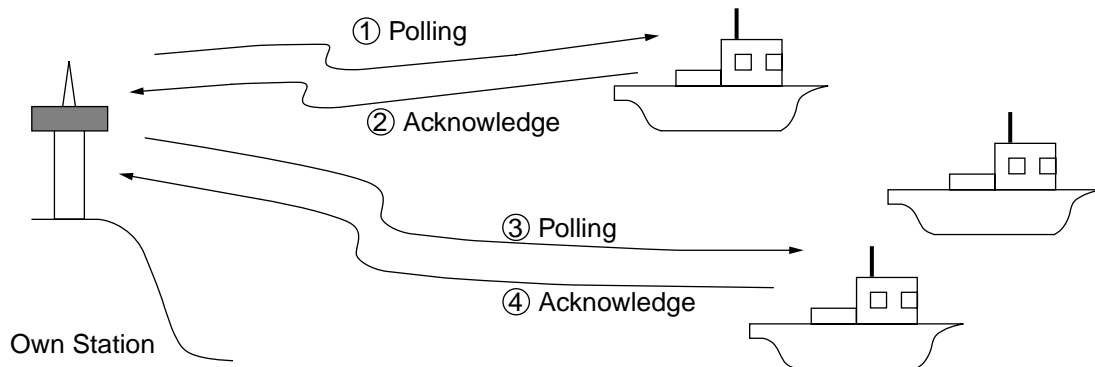 ① Polling
② Acknowledge
③ Polling
④ Acknowledge
Own Station